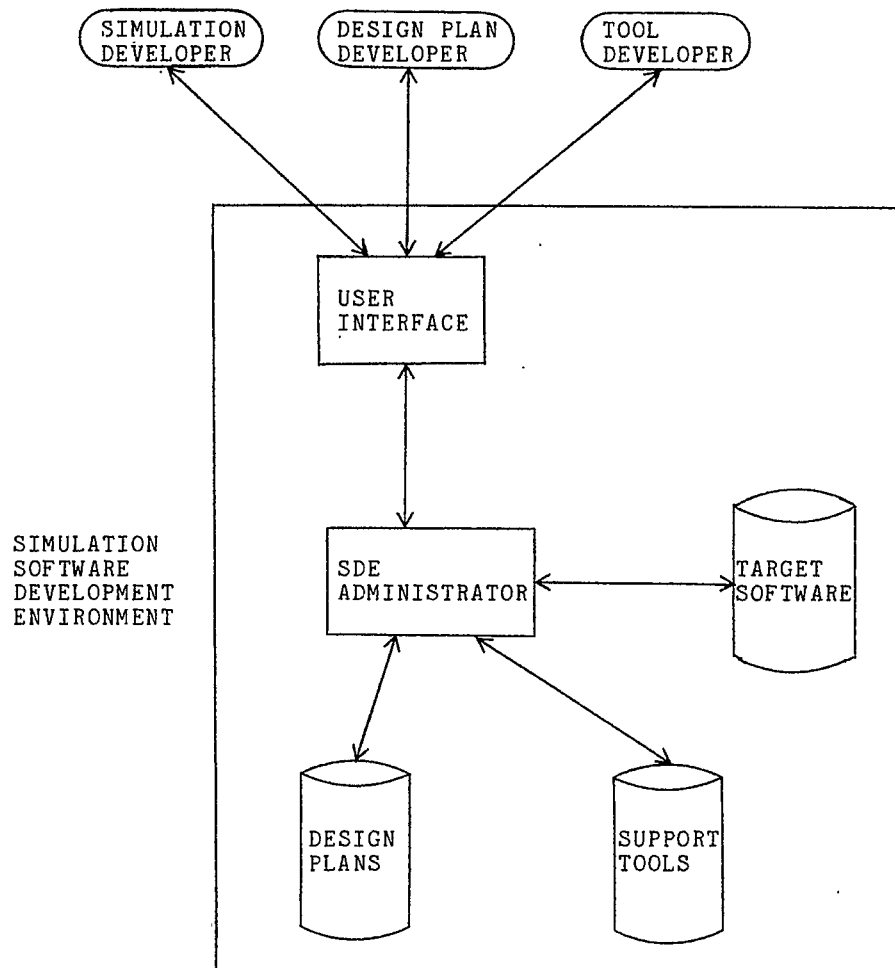 SIMULATION
DEVELOPER
DESIGN PLAN
DEVELOPER
TOOL
DEVELOPER
USER
INTERFACE
SIMULATION
SOFTWARE
DEVELOPMENT
ENVIRONMENT
SDE
ADMINISTRATOR
TARGET
SOFTWARE
DESIGN
PLANS
SUPPORT
TOOLS